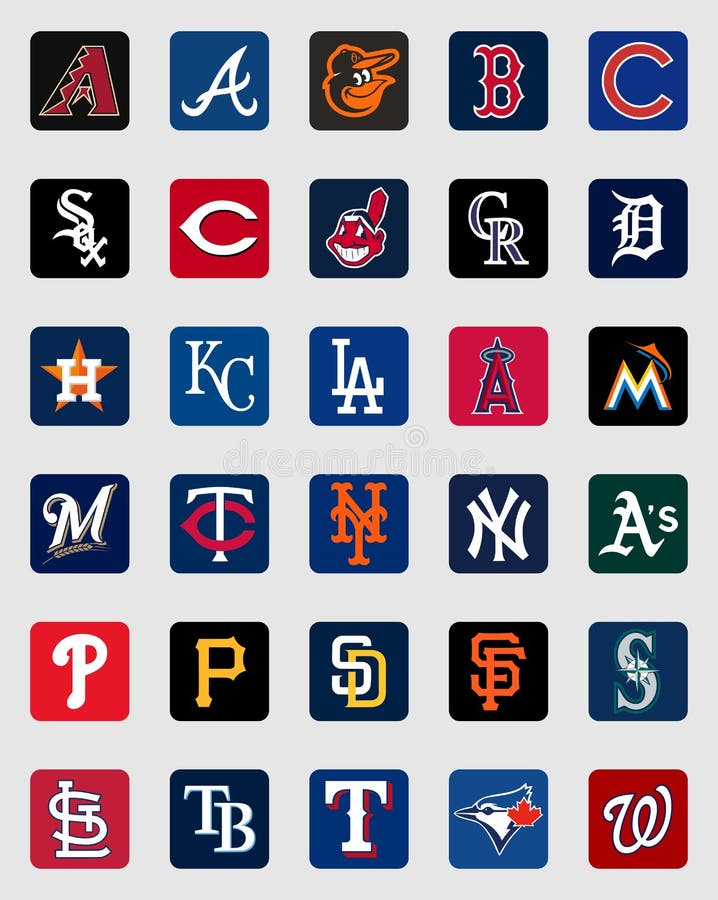 A A B C
Sox C CR D
H KC LA A M
M TC NY NY A's
P P SD SF S
STL TB T W
dreamstime.